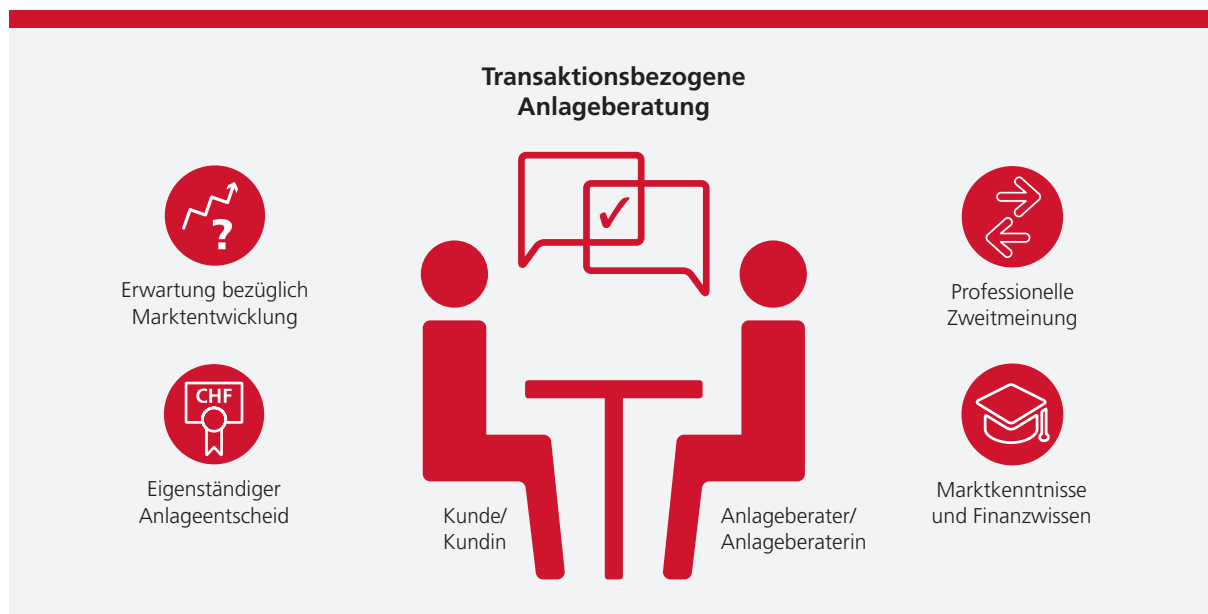 Transaktionsbezogene
Anlageberatung
?
Erwartung bezüglich
Marktentwicklung
CHF
Eigenständiger
Anlageentscheid
Kunde/
Kundin
Anlageberater/
Anlageberaterin
Professionelle
Zweitmeinung
Marktkenntnisse
und Finanzwissen